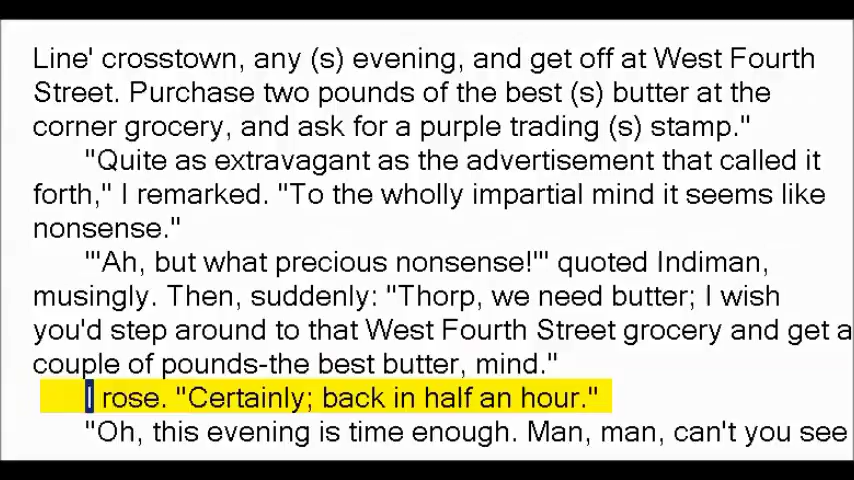 Line' crosstown, any (s) evening, and get off at West Fourth
Street. Purchase two pounds of the best (s) butter at the
corner grocery, and ask for a purple trading (s) stamp."
"Quite as extravagant as the advertisement that called it
forth," I remarked. "To the wholly impartial mind it seems like
nonsense."
"'Ah, but what precious nonsense!'" quoted Indiman,
musingly. Then, suddenly: "Thorp, we need butter; I wish
you'd step around to that West Fourth Street grocery and get a
couple of pounds-the best butter, mind."
I rose. "Certainly; back in half an hour."
"Oh, this evening is time enough. Man, man, can't you see